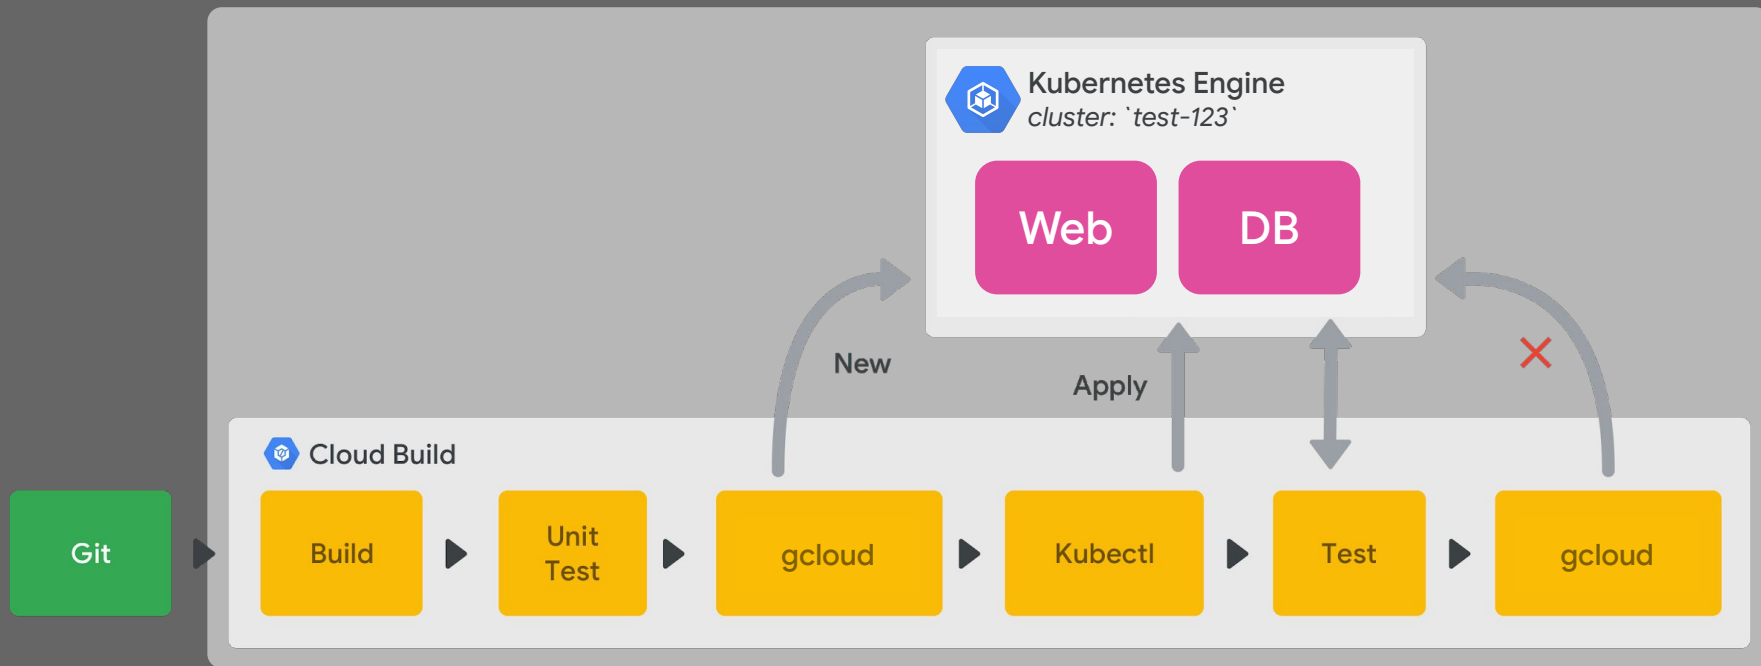 Kubernetes Engine
cluster: `test-123`
Web
DB
New
Apply
Cloud Build
Git
Build
Unit
Test
gcloud
Kubectl
Test
gcloud